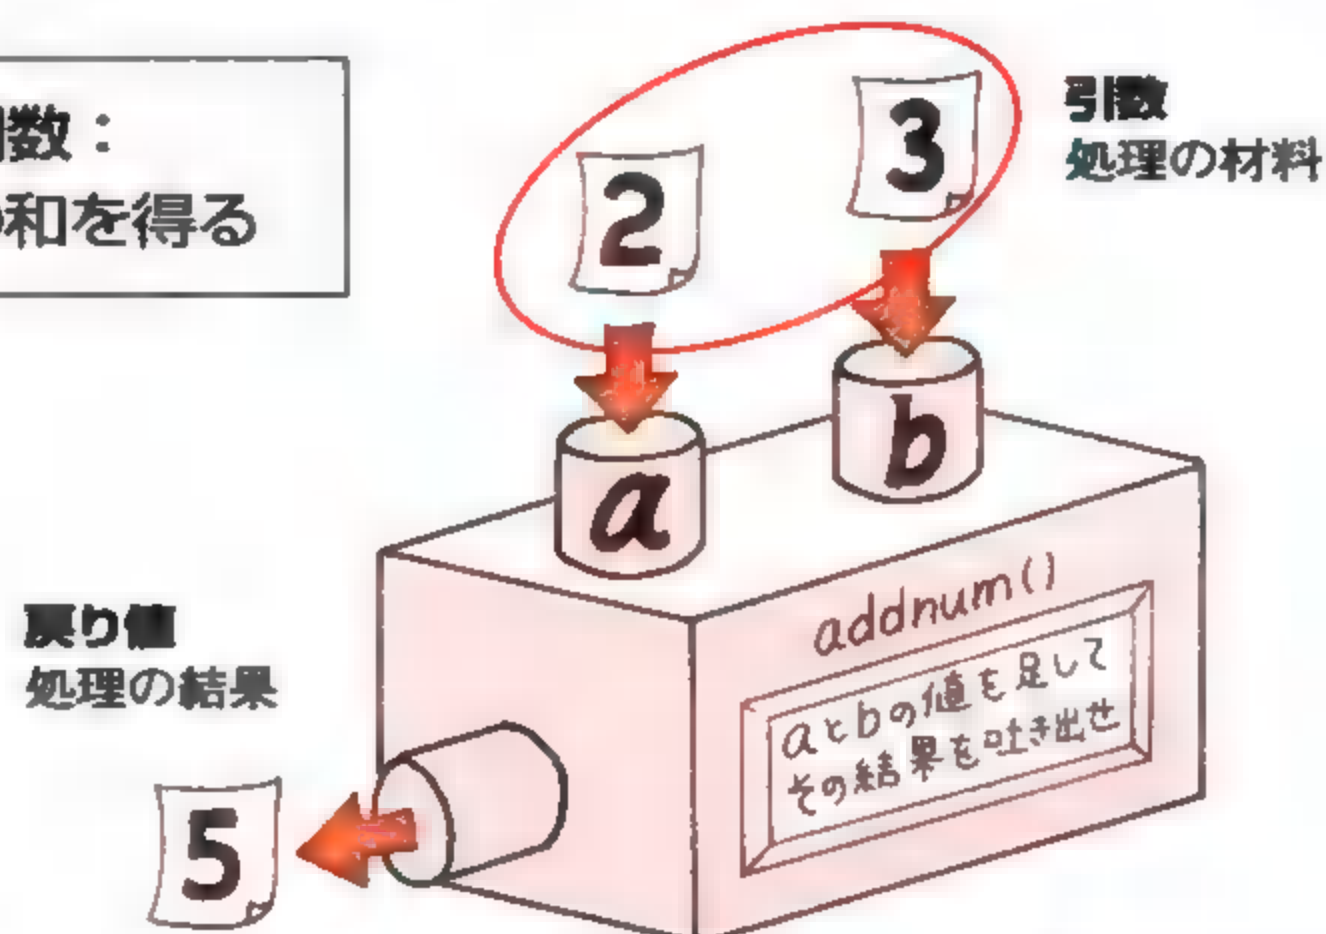 数：
和を得る
2
3
引数
処理の材料
a
b
addnum()
aとbの値を足して
その結果を吐き出せ
戻り値
処理の結果
5